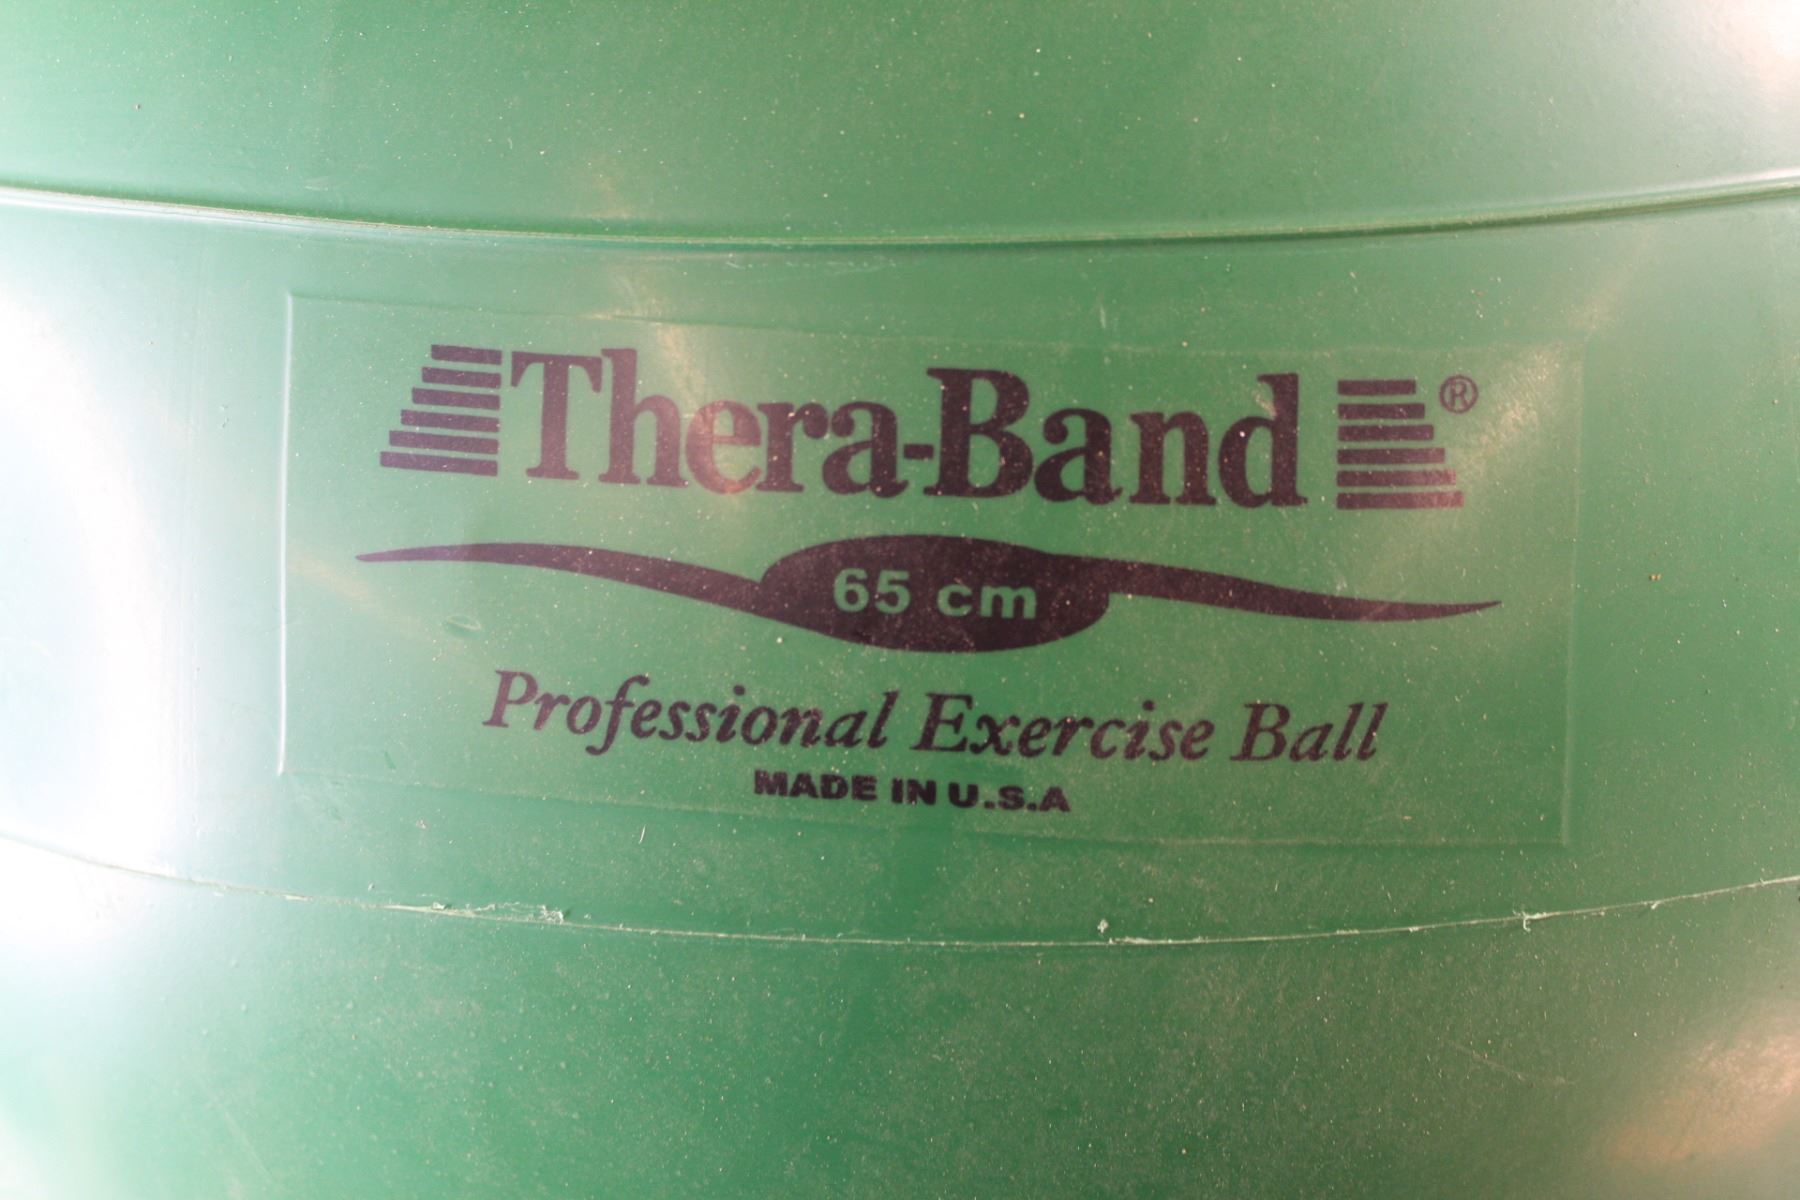 Thera-Band®
65 cm
Professional Exercise Ball
MADE IN U.S.A